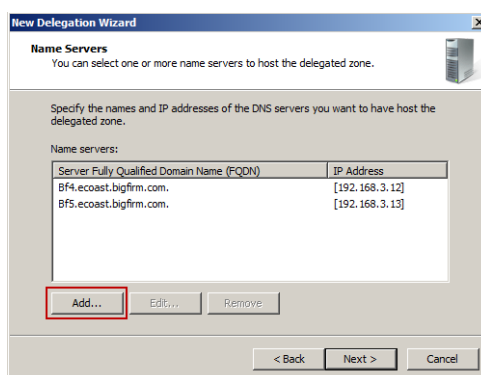 New Delegation Wizard
Name Servers
You can select one or more name servers to host the delegated zone.
Specify the names and IP addresses of the DNS servers you want to have host the
delegated zone.
Name servers:
Server Fully Qualified Domain Name (FQDN) IP Address
Bf4.ecoast.bigfirm.com. [192.168.3.12]
Bf5.ecoast.bigfirm.com. [192.168.3.13]
Add... Edit... Remove
< Back Next > Cancel